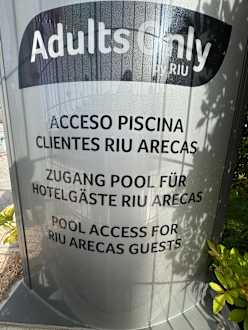 Adults Only
by RIU
ACCESO PISCINA
CLIENTES RIU ARECAS
ZUGANG POOL FÜR
HOTELGÄSTE RIU ARECAS
POOL ACCESS FOR
RIU ARECAS GUESTS